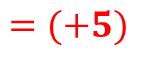 = (+5)